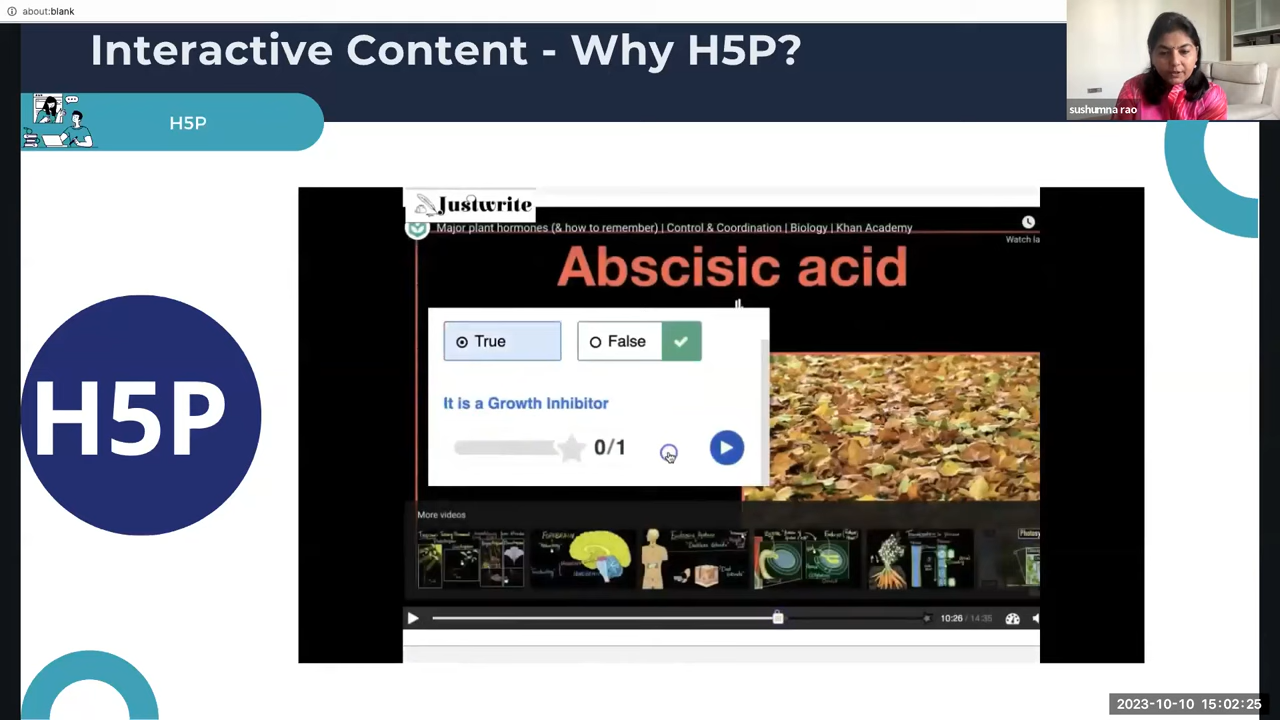 about:blank
Interactive Content - Why H5P?
sushumna rao
H5P
Justwrite
Major plant hormones (& how to remember) | Control & Coordination | Biology | Khan Academy
Watch la
Abscisic acid
True
False
It is a Growth Inhibitor
0/1
H5P
More videos
10:26 / 14:35
2023-10-10 15:02:25